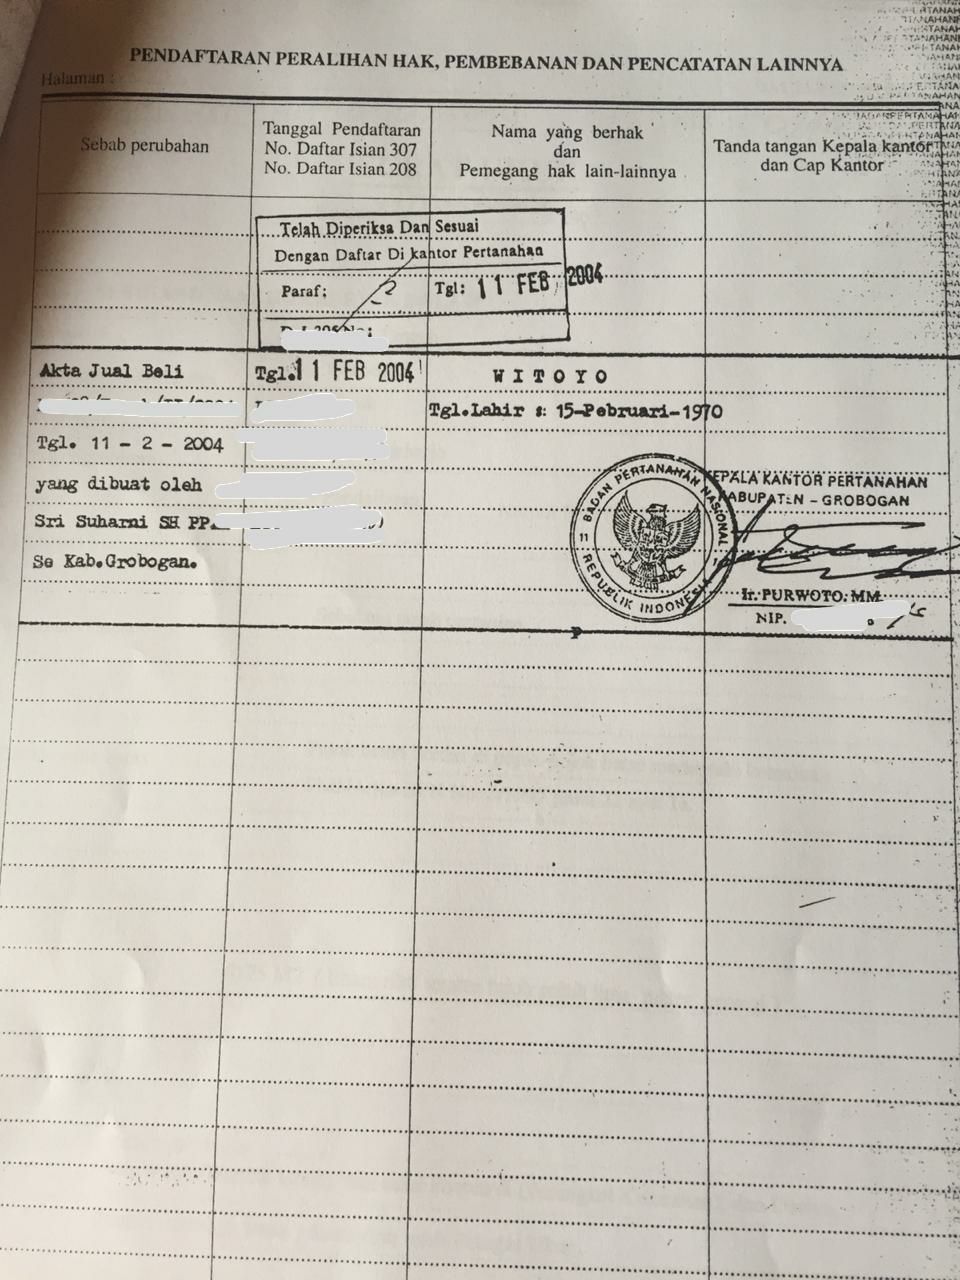 PENDAFTARAN PERALIHAN HAK, PEMBEBANAN DAN PENCATATAN LAINNYA
Halaman :
Sebab perubahan
Tanggal Pendaftaran
No. Daftar Isian 307
No. Daftar Isian 208
Nama yang berhak
dan
Pemegang hak lain-lainnya
Tanda tangan Kepala kantor
dan Cap Kantor
Telah Diperiksa Dan Sesuai
Dengan Daftar Di kantor Pertanahan
Paraf; Tgl: 11 FEB 2004
Akta Jual Beli
Tgl. 11 - 2 - 2004
yang dibuat oleh
Sri Suharni SH PP.
Se Kab.Grobogan.
Tgl.11 FEB 2004
WITOYO
Tgl.Lahir : 15-Pebruari-1970
BADAN PERTANAHAN NASIONAL
REPUBLIK INDONESIA
11
EPALA KANTOR PERTANAHAN
KABUPATEN - GROBOGAN
Ir. PURWOTO. MM
NIP.